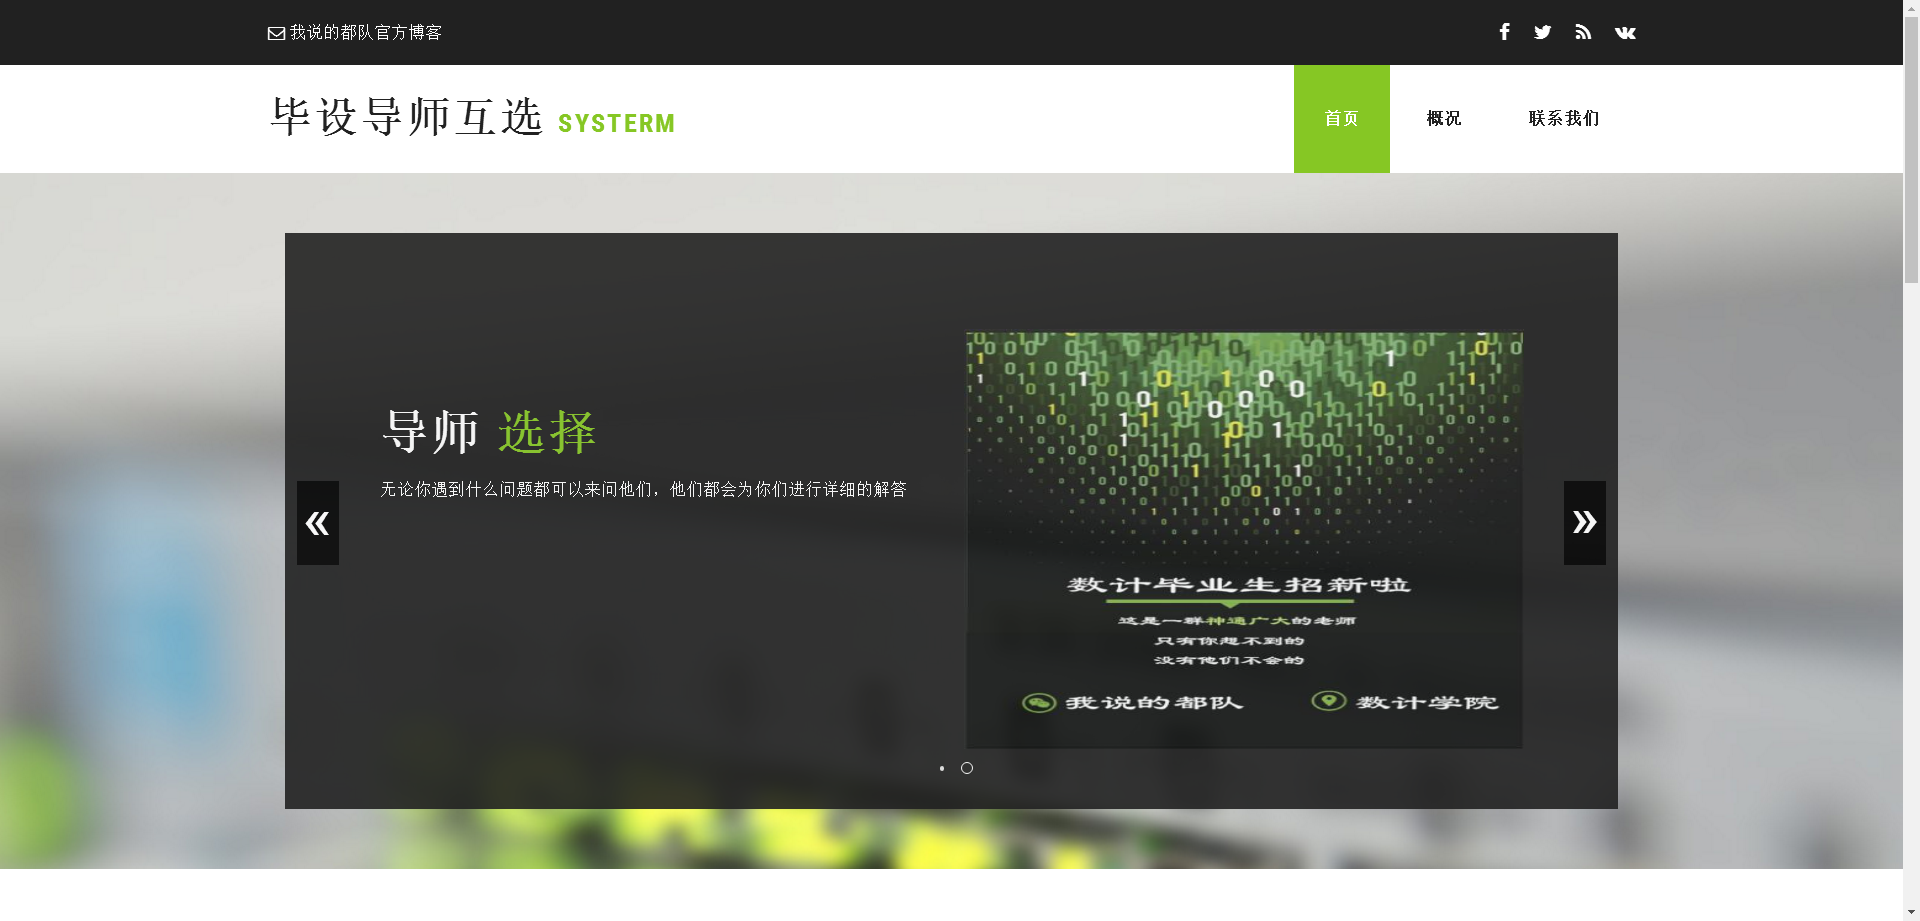 我说的都队官方博客
毕设导师互选 SYSTERM
首页 概况 联系我们
导师 选择
无论你遇到什么问题都可以来问他们，他们都会为你们进行详细的解答
数计毕业生招新啦
这是一群神通广大的老师
只有你想不到的
没有他们不会的
我说的都队 数计学院